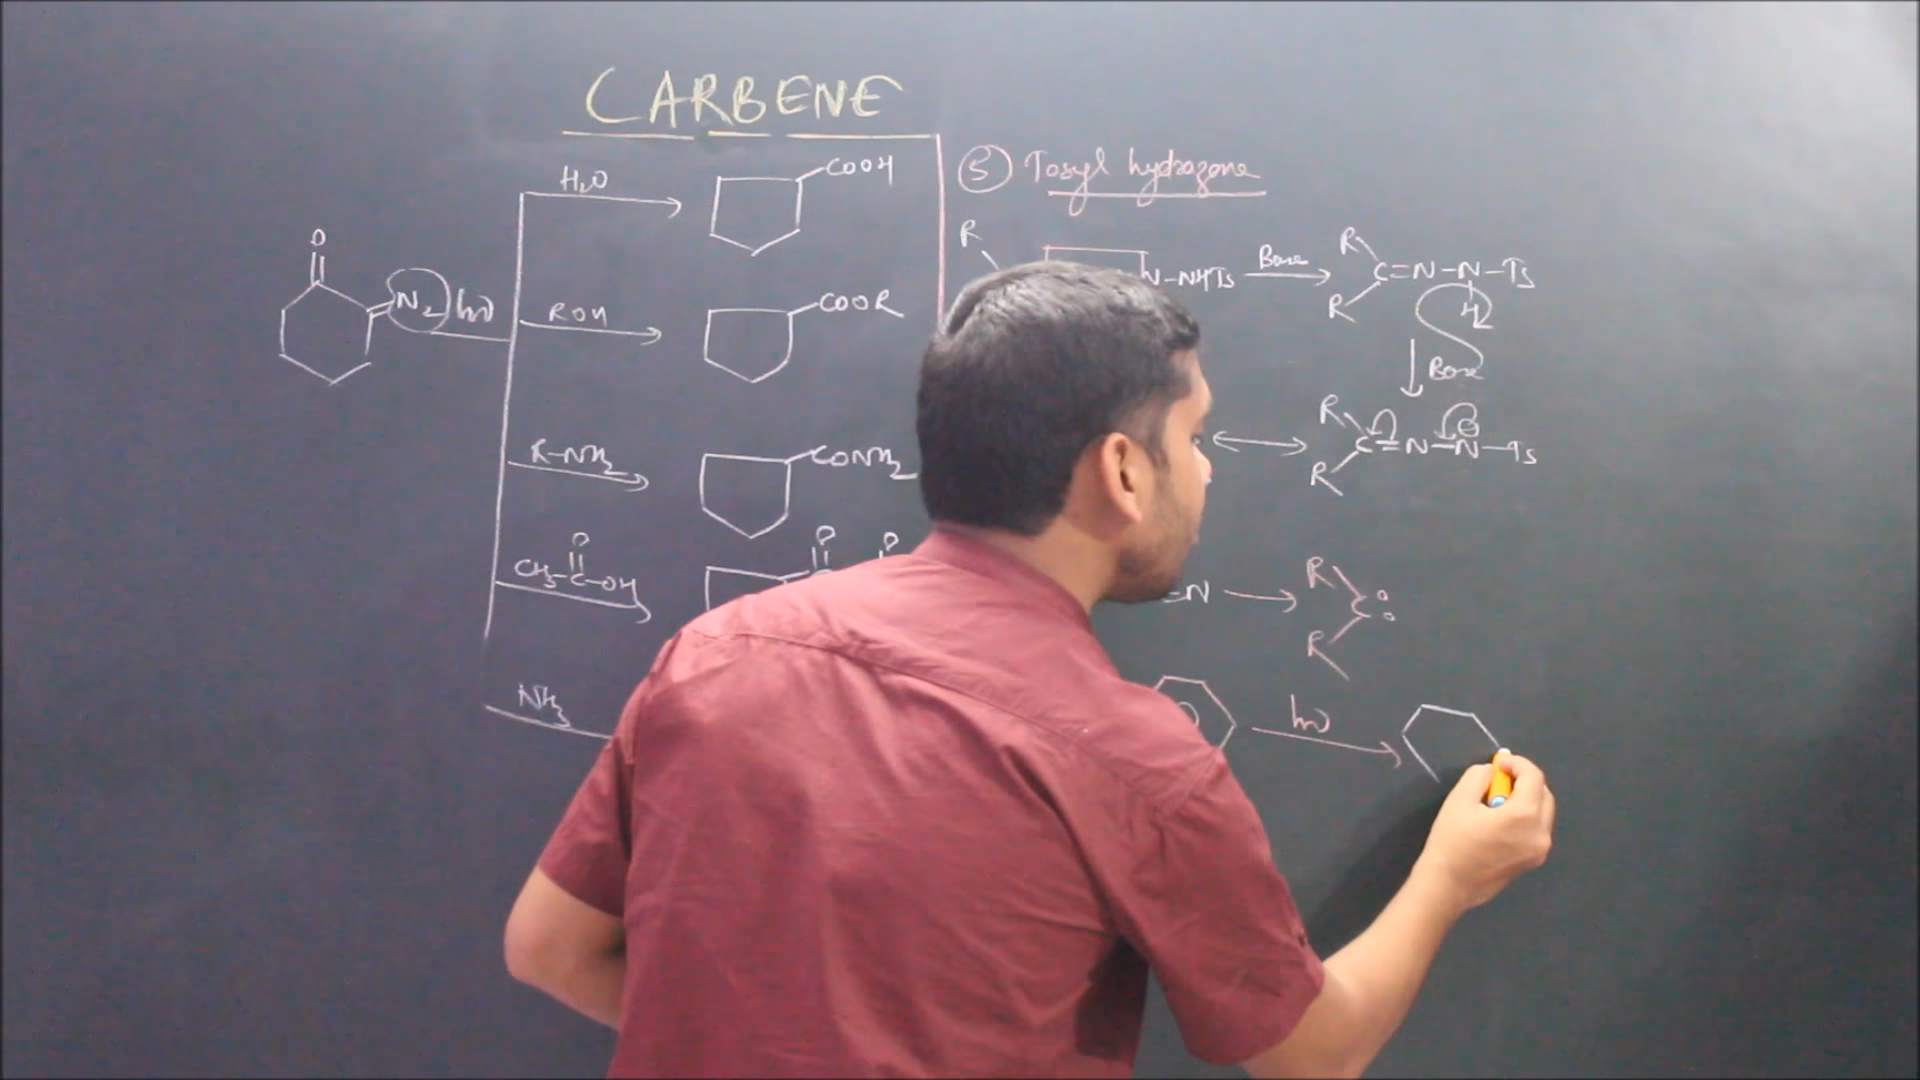 CARBENE
H2O
COOH
O
N2 hν
ROH
COOR
R-NH2
CONH2
O
CH3-C-OH
O O
NH3
5 Tosyl hydrazone
R
N-NHTs
Base
R
C=N-N-Ts
R
H
Base
R
C=N-N-Ts
⊖
R
=N
R
C:
R
hν